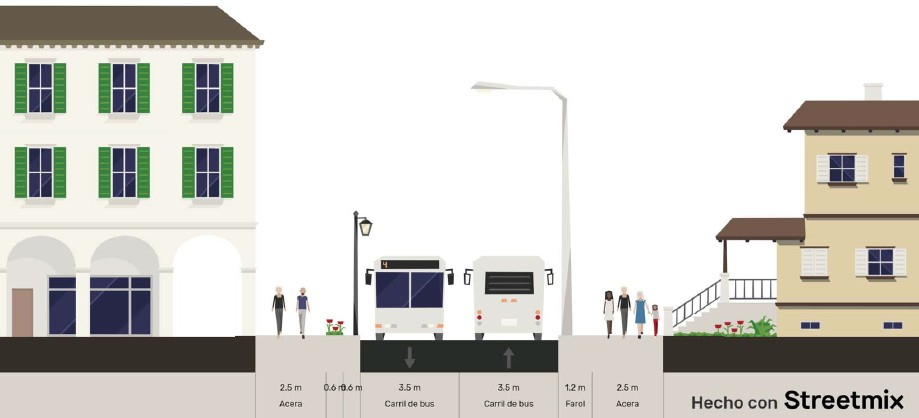 4
2.5 m
0.6 m
0.6 m
3.5 m
3.5 m
1.2 m
2.5 m
Acera
Carril de bus
Carril de bus
Farol
Acera
Hecho con Streetmix